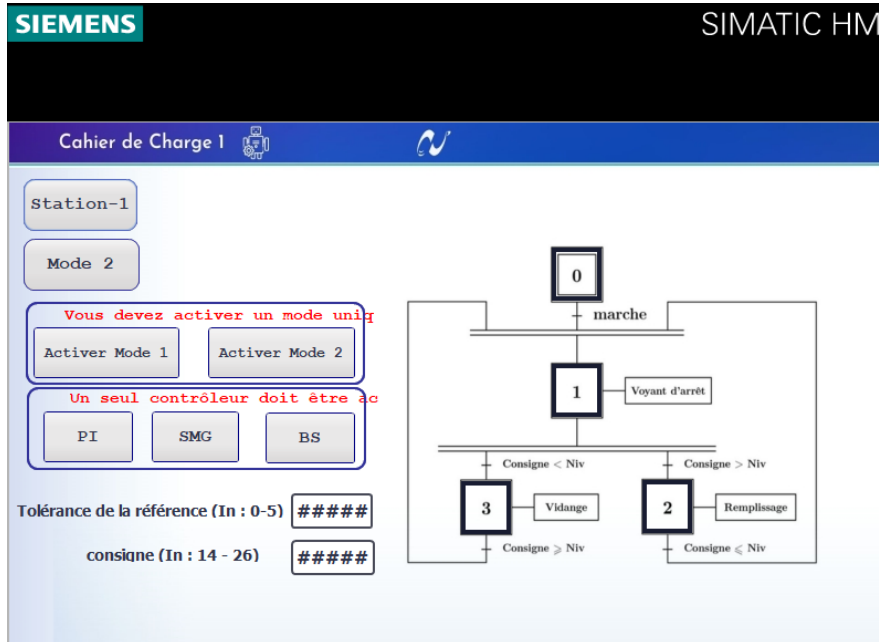 SIEMENS
SIMATIC HM
Cahier de Charge 1
Station-1
Mode 2
Vous devez activer un mode uniq
Activer Mode 1
Activer Mode 2
Un seul contrôleur doit être ac
PI
SMG
BS
Tolérance de la référence (In : 0-5)
#####
consigne (In : 14 - 26)
#####
0
marche
1
Voyant d'arrêt
Consigne < Niv
Consigne > Niv
3
Vidange
2
Remplissage
Consigne ⩾ Niv
Consigne ⩽ Niv